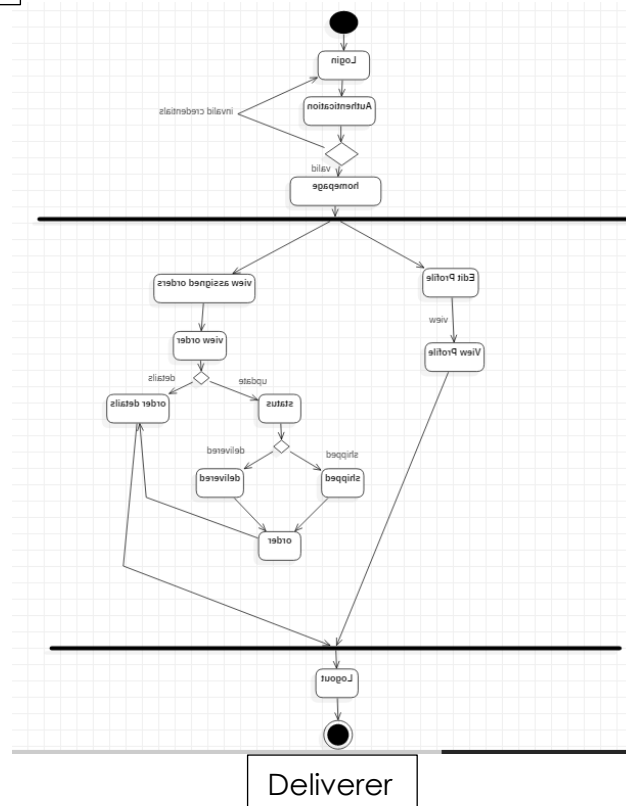 Login
invalid credentials
Authentication
valid
homepage
view assigned orders
Edit Profile
view order
view
View Profile
details
update
order details
status
delivered
shipped
delivered
shipped
order
Logout
Deliverer